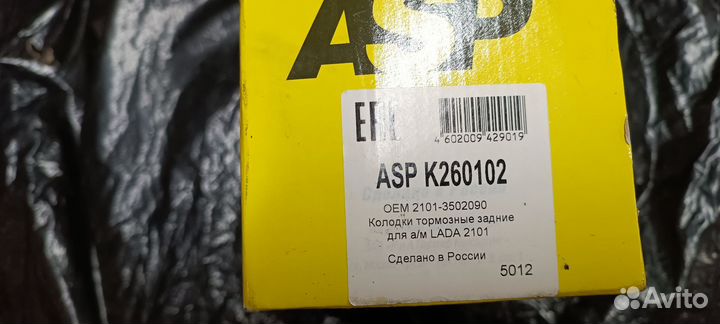 ASP
EAC
4 602009 429019
ASP K260102
OEM 2101-3502090
Колодки тормозные задние
для а/м LADA 2101
Сделано в России
5012
Avito